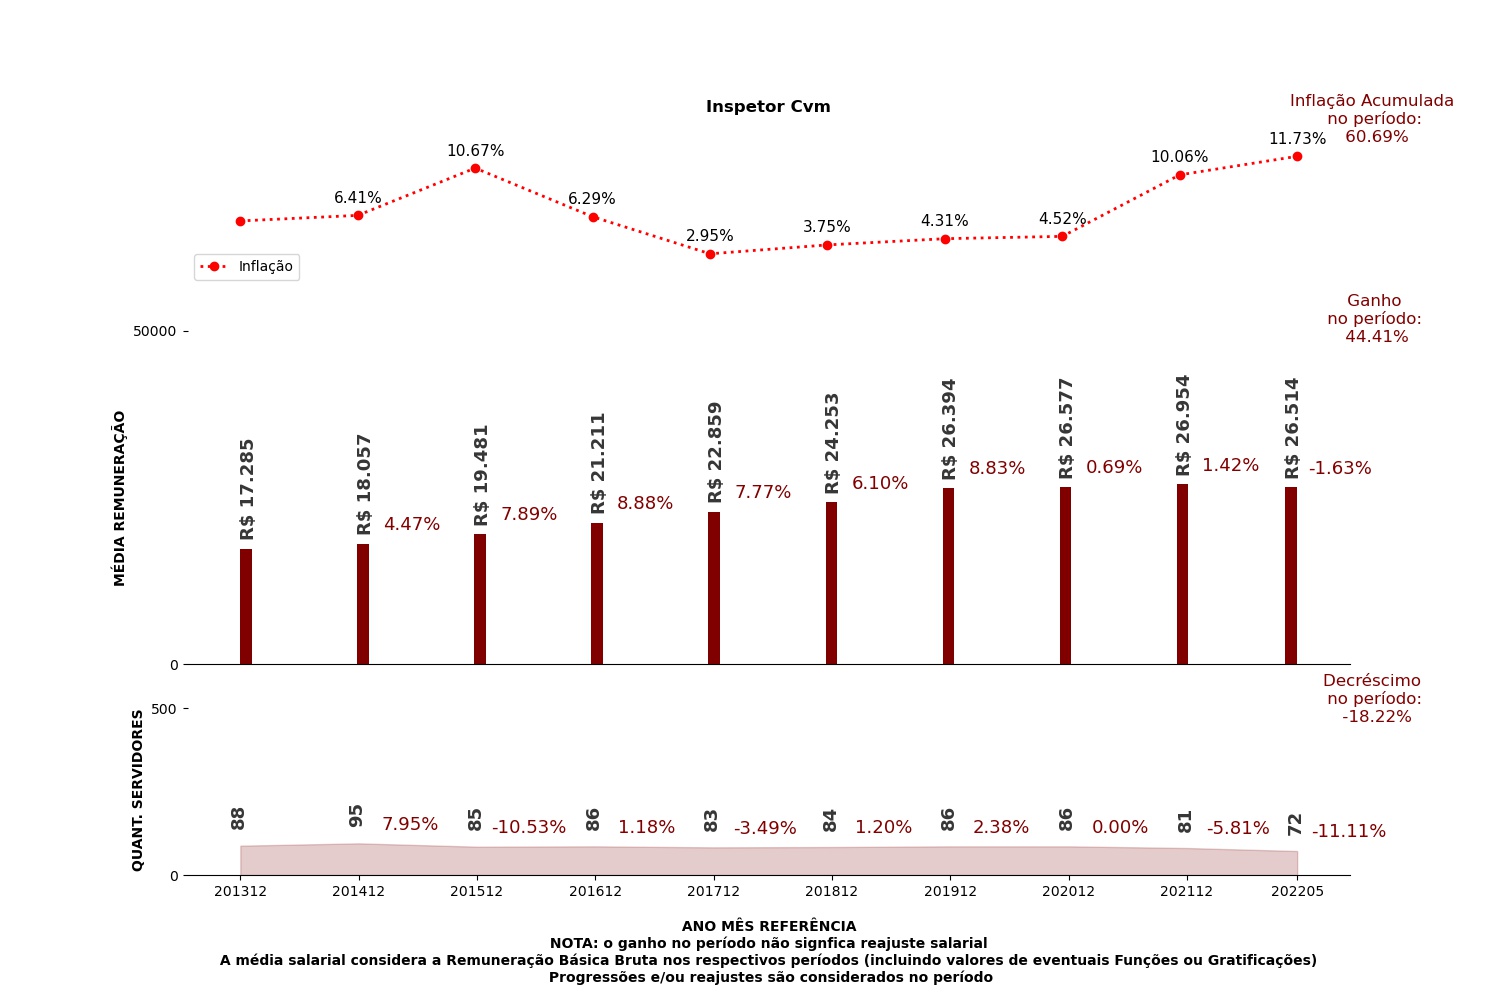 Inspetor Cvm
Inflação Acumulada
no período:
60.69%
6.41%
10.67%
6.29%
2.95%
3.75%
4.31%
4.52%
10.06%
11.73%
Inflação
Ganho
no período:
44.41%
MÉDIA REMUNERAÇÃO
50000
0
R$ 17.285
R$ 18.057
4.47%
R$ 19.481
7.89%
R$ 21.211
8.88%
R$ 22.859
7.77%
R$ 24.253
6.10%
R$ 26.394
8.83%
R$ 26.577
0.69%
R$ 26.954
1.42%
R$ 26.514
-1.63%
Decréscimo
no período:
-18.22%
QUANT. SERVIDORES
500
0
88
95
7.95%
85
-10.53%
86
1.18%
83
-3.49%
84
1.20%
86
2.38%
86
0.00%
81
-5.81%
72
-11.11%
201312
201412
201512
201612
201712
201812
201912
202012
202112
202205
ANO MÊS REFERÊNCIA
NOTA: o ganho no período não signfica reajuste salarial
A média salarial considera a Remuneração Básica Bruta nos respectivos períodos (incluindo valores de eventuais Funções ou Gratificações)
Progressões e/ou reajustes são considerados no período